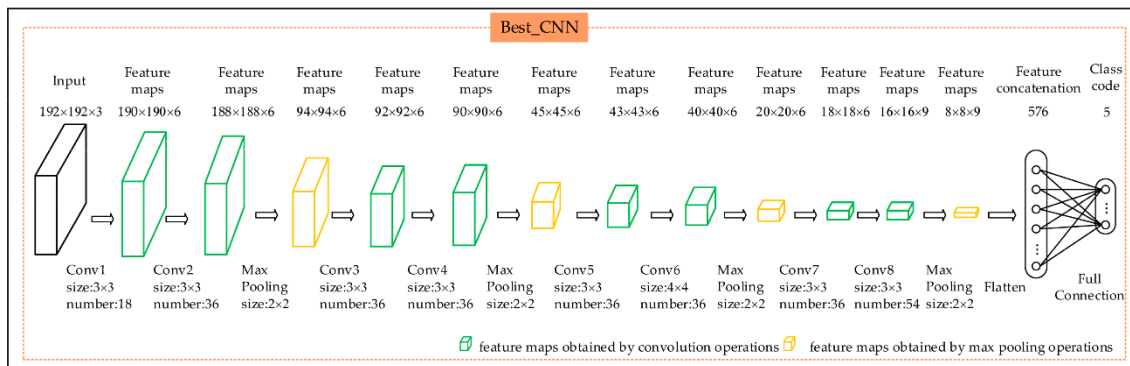 Best_CNN
Input
192×192×3
Feature
maps
190×190×6
Feature
maps
188×188×6
Feature
maps
94×94×6
Feature
maps
92×92×6
Feature
maps
90×90×6
Feature
maps
45×45×6
Feature
maps
43×43×6
Feature
maps
40×40×6
Feature
maps
20×20×6
Feature
maps
18×18×6
Feature
maps
16×16×9
Feature
maps
8×8×9
Feature
concatenation
576
Class
code
5
Conv1
size:3×3
number:18
Conv2
size:3×3
number:36
Max
Pooling
size:2×2
Conv3
size:3×3
number:36
Conv4
size:3×3
number:36
Max
Pooling
size:2×2
Conv5
size:3×3
number:36
Conv6
size:4×4
number:36
Max
Pooling
size:2×2
Conv7
size:3×3
number:36
Conv8
size:3×3
number:54
Max
Pooling
size:2×2
Flatten
Full
Connection
feature maps obtained by convolution operations
feature maps obtained by max pooling operations